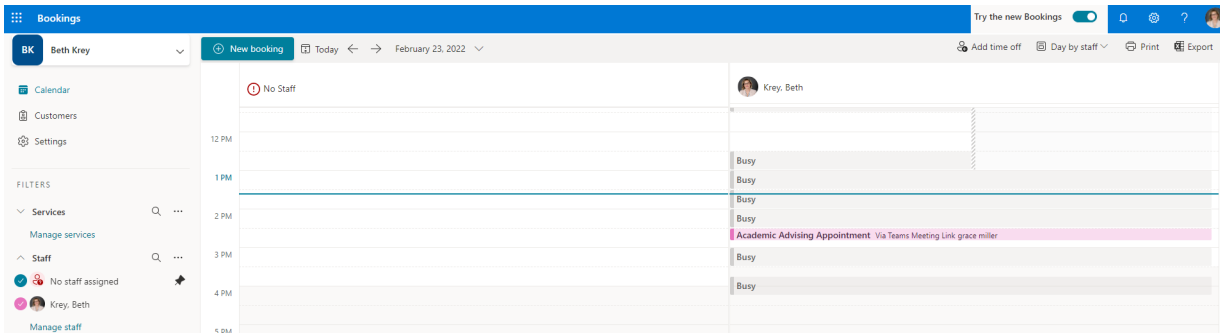 Bookings
Try the new Bookings
?
BK
Beth Krey
New booking
Today
February 23, 2022
Add time off
Day by staff
Print
Export
Calendar
Customers
Settings
FILTERS
Services
Manage services
Staff
No staff assigned
Krey, Beth
Manage staff
No Staff
Krey, Beth
12 PM
1 PM
2 PM
3 PM
4 PM
5 PM
Busy
Busy
Busy
Busy
Academic Advising Appointment Via Teams Meeting Link grace miller
Busy
Busy